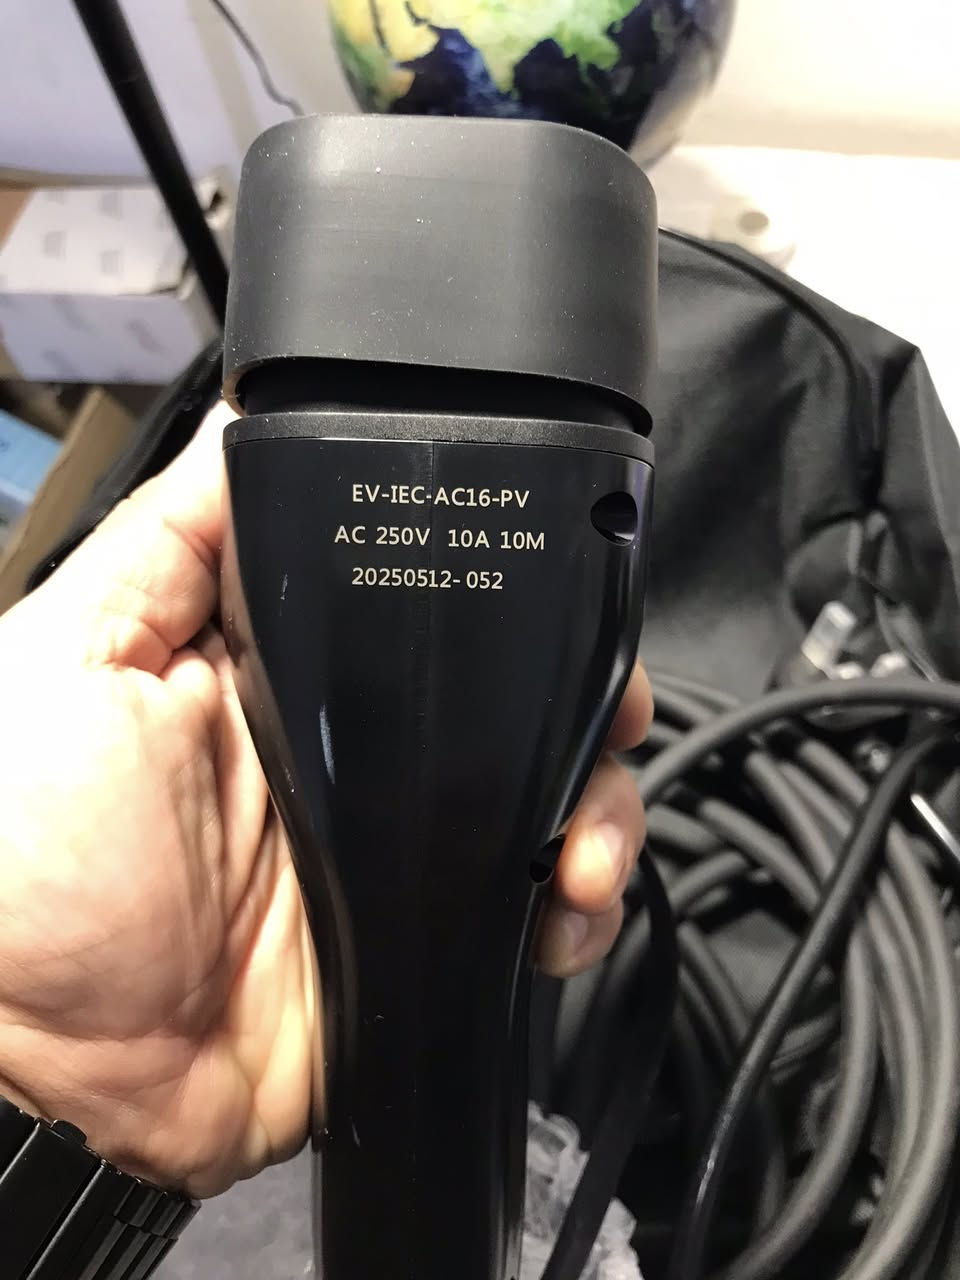 EV-IEC-AC16-PV
AC 250V 10A 10M
20250512-052